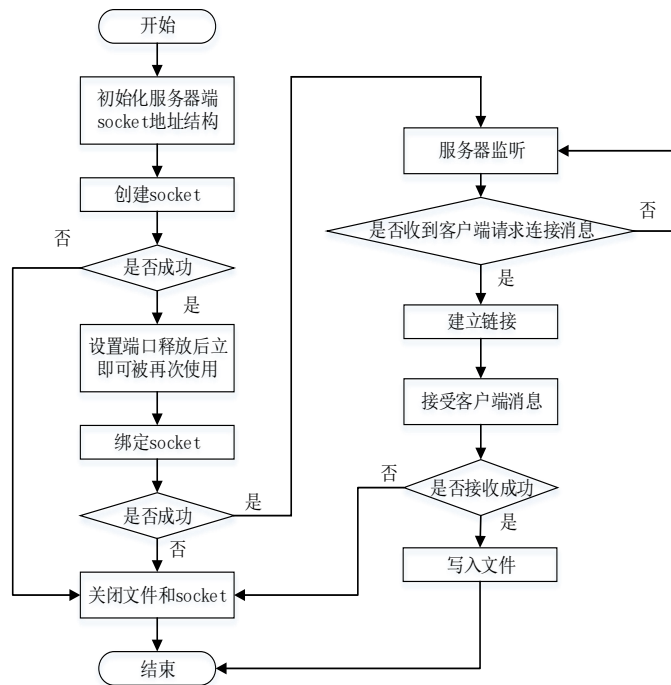 开始
初始化服务器端
socket地址结构
创建socket
否
是否成功
是
设置端口释放后立
即可被再次使用
绑定socket
是否成功
是
否
关闭文件和socket
结束
服务器监听
是否收到客户端请求连接消息
否
是
建立链接
接受客户端消息
否
是否接收成功
是
写入文件